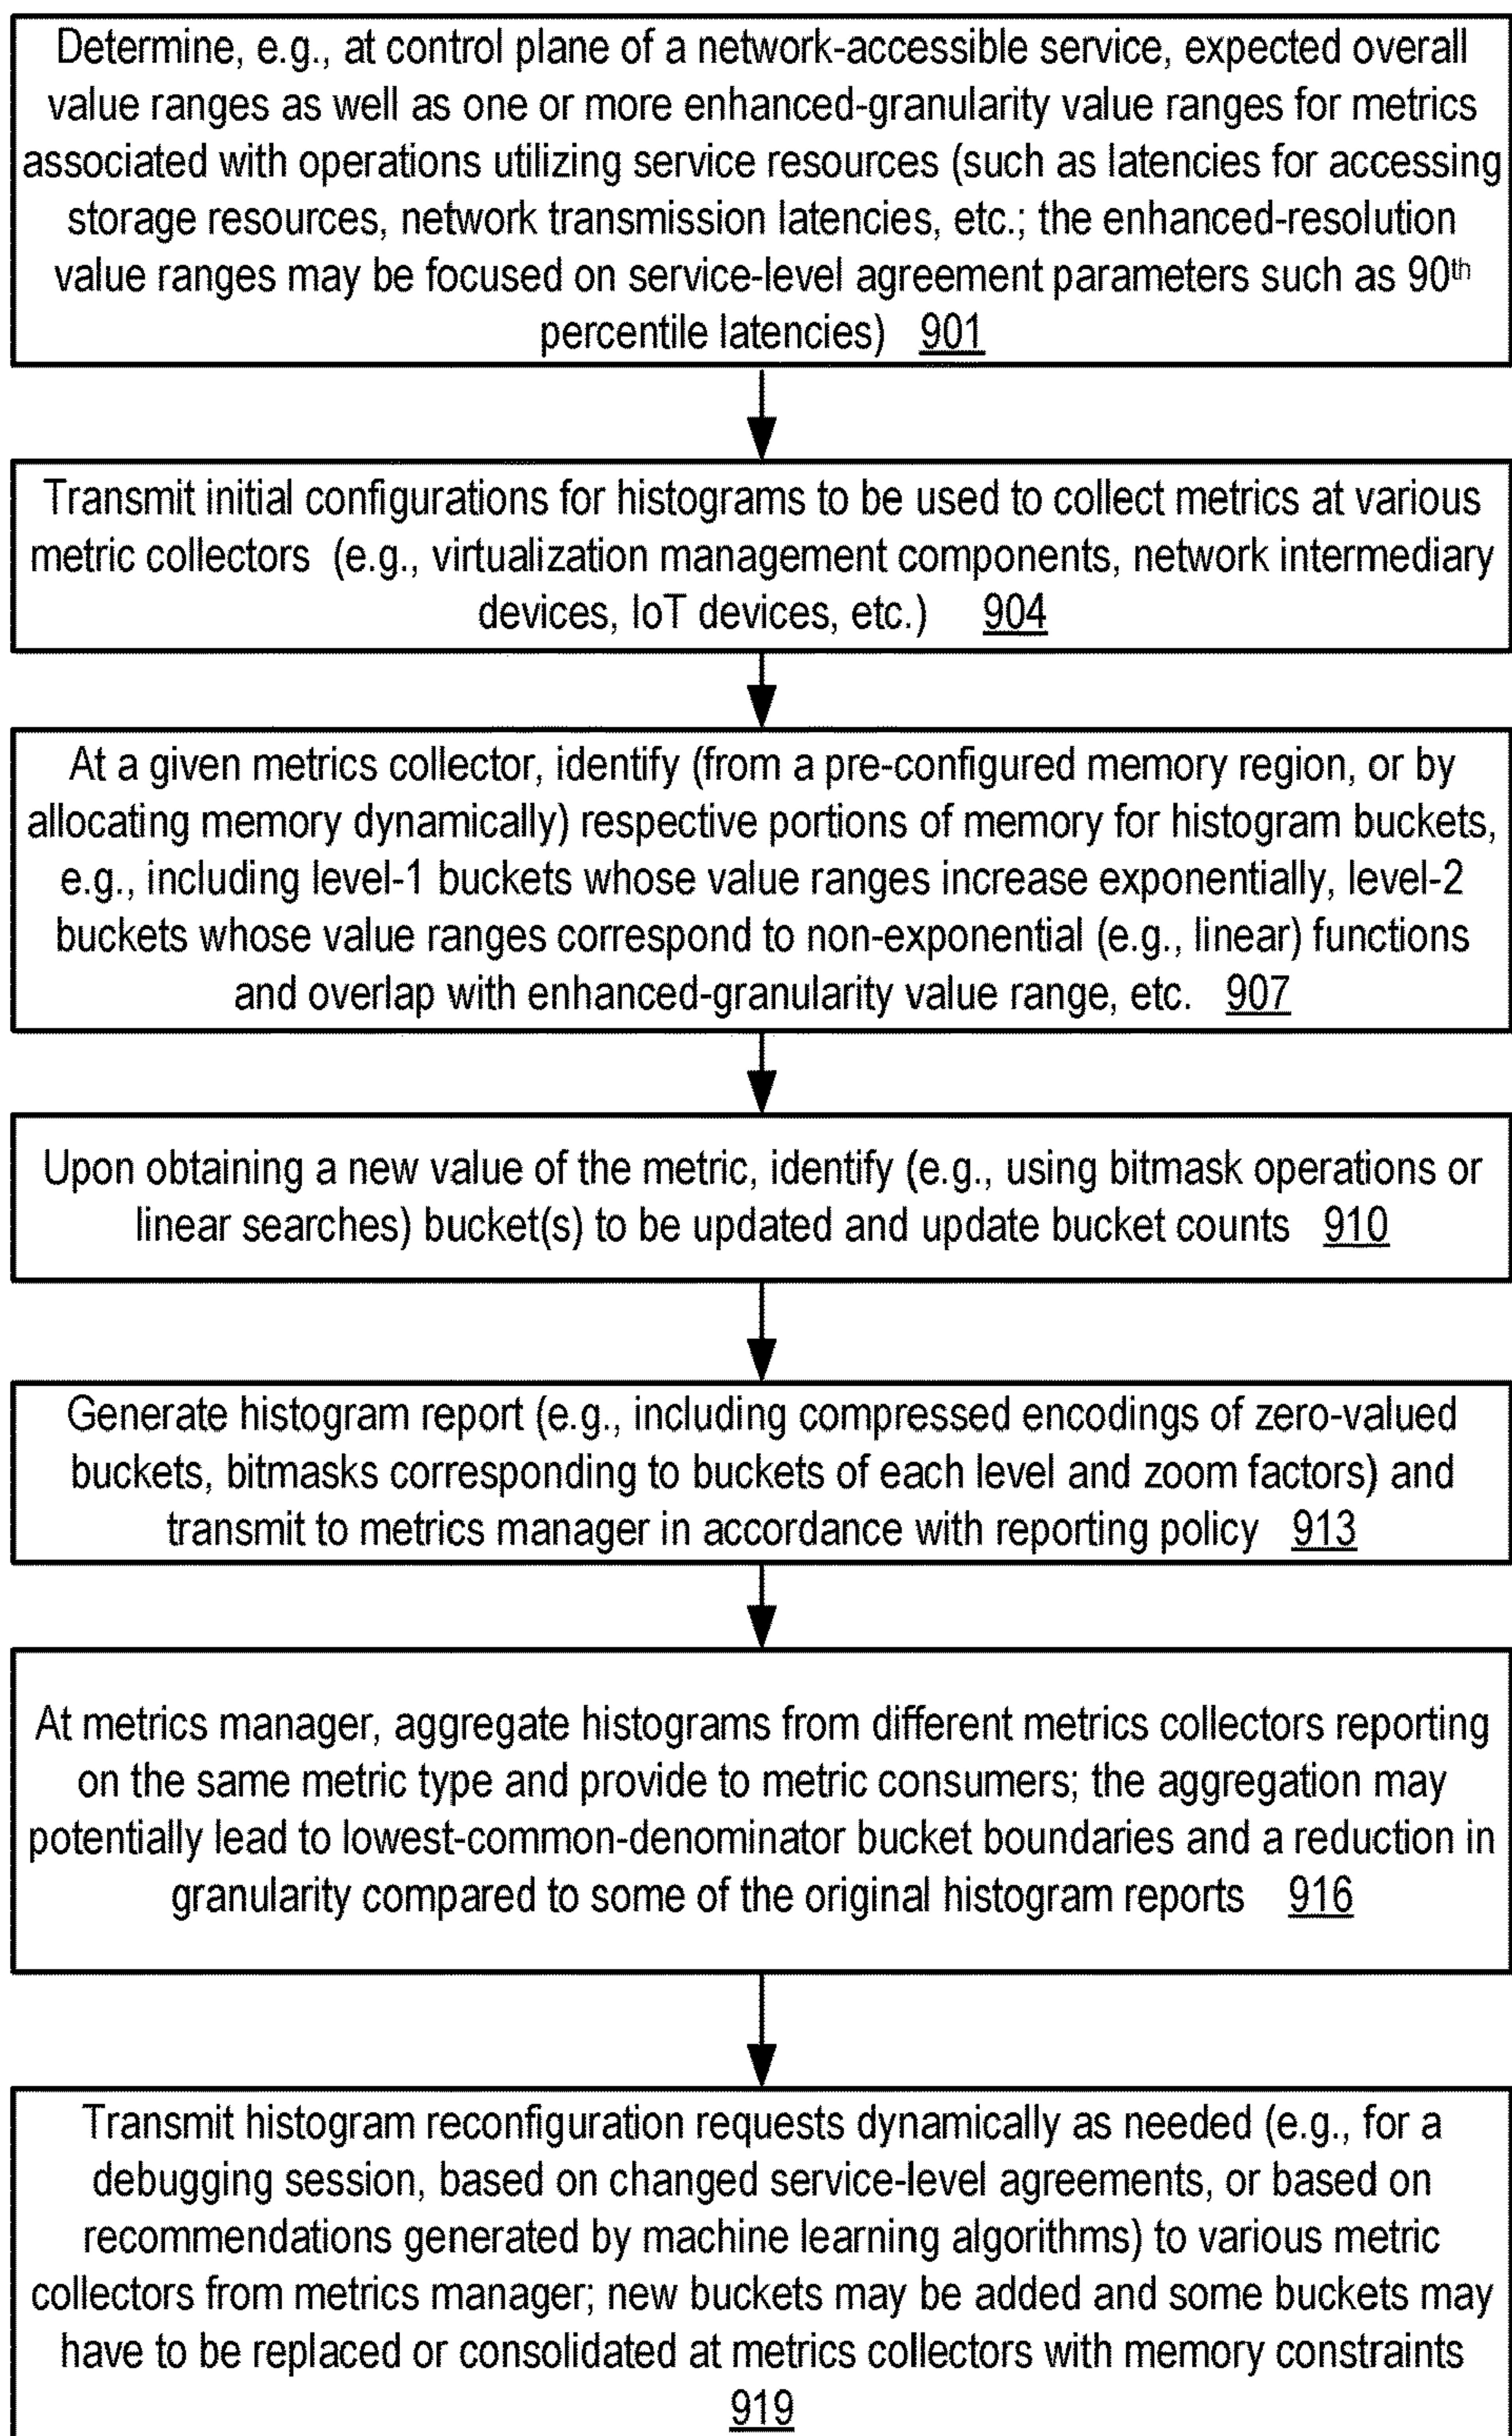 Determine, e.g., at control plane of a network-accessible service, expected overall
value ranges as well as one or more enhanced-granularity value ranges for metrics
associated with operations utilizing service resources (such as latencies for accessing
storage resources, network transmission latencies, etc.; the enhanced-resolution
value ranges may be focused on service-level agreement parameters such as 90th
percentile latencies) 901
Transmit initial configurations for histograms to be used to collect metrics at various
metric collectors (e.g., virtualization management components, network intermediary
devices, IoT devices, etc.) 904
At a given metrics collector, identify (from a pre-configured memory region, or by
allocating memory dynamically) respective portions of memory for histogram buckets,
e.g., including level-1 buckets whose value ranges increase exponentially, level-2
buckets whose value ranges correspond to non-exponential (e.g., linear) functions
and overlap with enhanced-granularity value range, etc. 907
Upon obtaining a new value of the metric, identify (e.g., using bitmask operations or
linear searches) bucket(s) to be updated and update bucket counts 910
Generate histogram report (e.g., including compressed encodings of zero-valued
buckets, bitmasks corresponding to buckets of each level and zoom factors) and
transmit to metrics manager in accordance with reporting policy 913
At metrics manager, aggregate histograms from different metrics collectors reporting
on the same metric type and provide to metric consumers; the aggregation may
potentially lead to lowest-common-denominator bucket boundaries and a reduction in
granularity compared to some of the original histogram reports 916
Transmit histogram reconfiguration requests dynamically as needed (e.g., for a
debugging session, based on changed service-level agreements, or based on
recommendations generated by machine learning algorithms) to various metric
collectors from metrics manager; new buckets may be added and some buckets may
have to be replaced or consolidated at metrics collectors with memory constraints
919